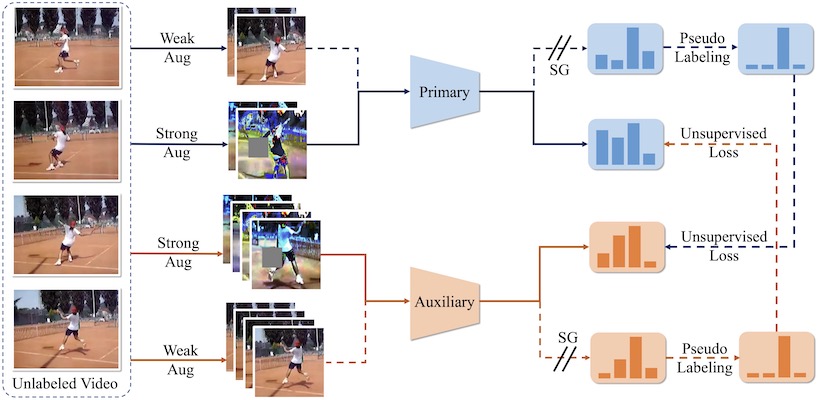 Weak
Aug
Strong
Aug
Strong
Aug
Weak
Aug
Unlabeled Video
Primary
Auxiliary
SG
Pseudo
Labeling
Unsupervised
Loss
Unsupervised
Loss
SG
Pseudo
Labeling